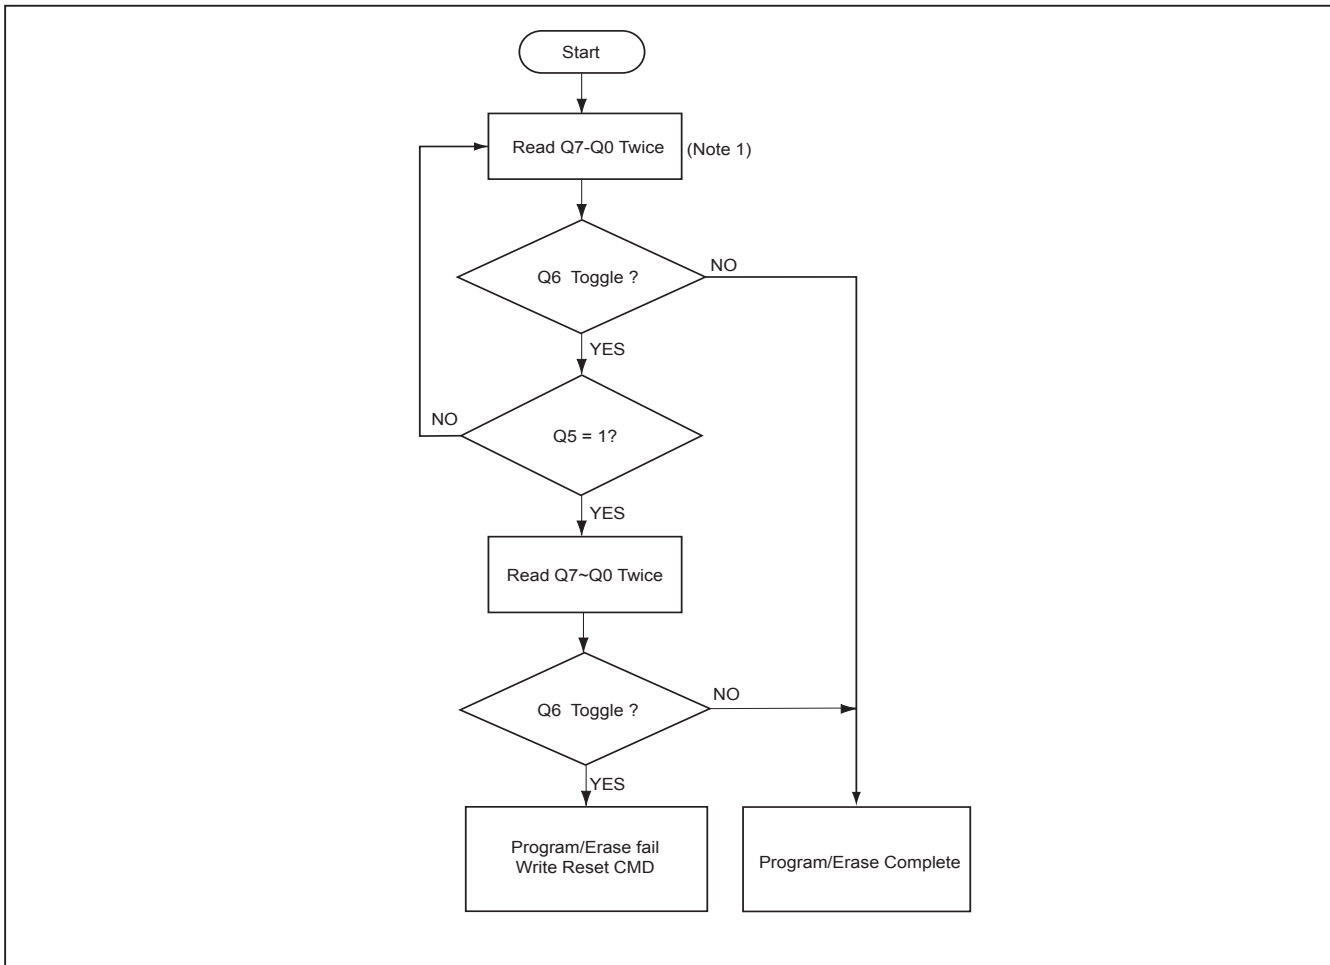 Start
Read Q7-Q0 Twice
(Note 1)
Q6 Toggle ?
NO
YES
Q5 = 1?
NO
YES
Read Q7~Q0 Twice
Q6 Toggle ?
NO
YES
Program/Erase fail
Write Reset CMD
Program/Erase Complete